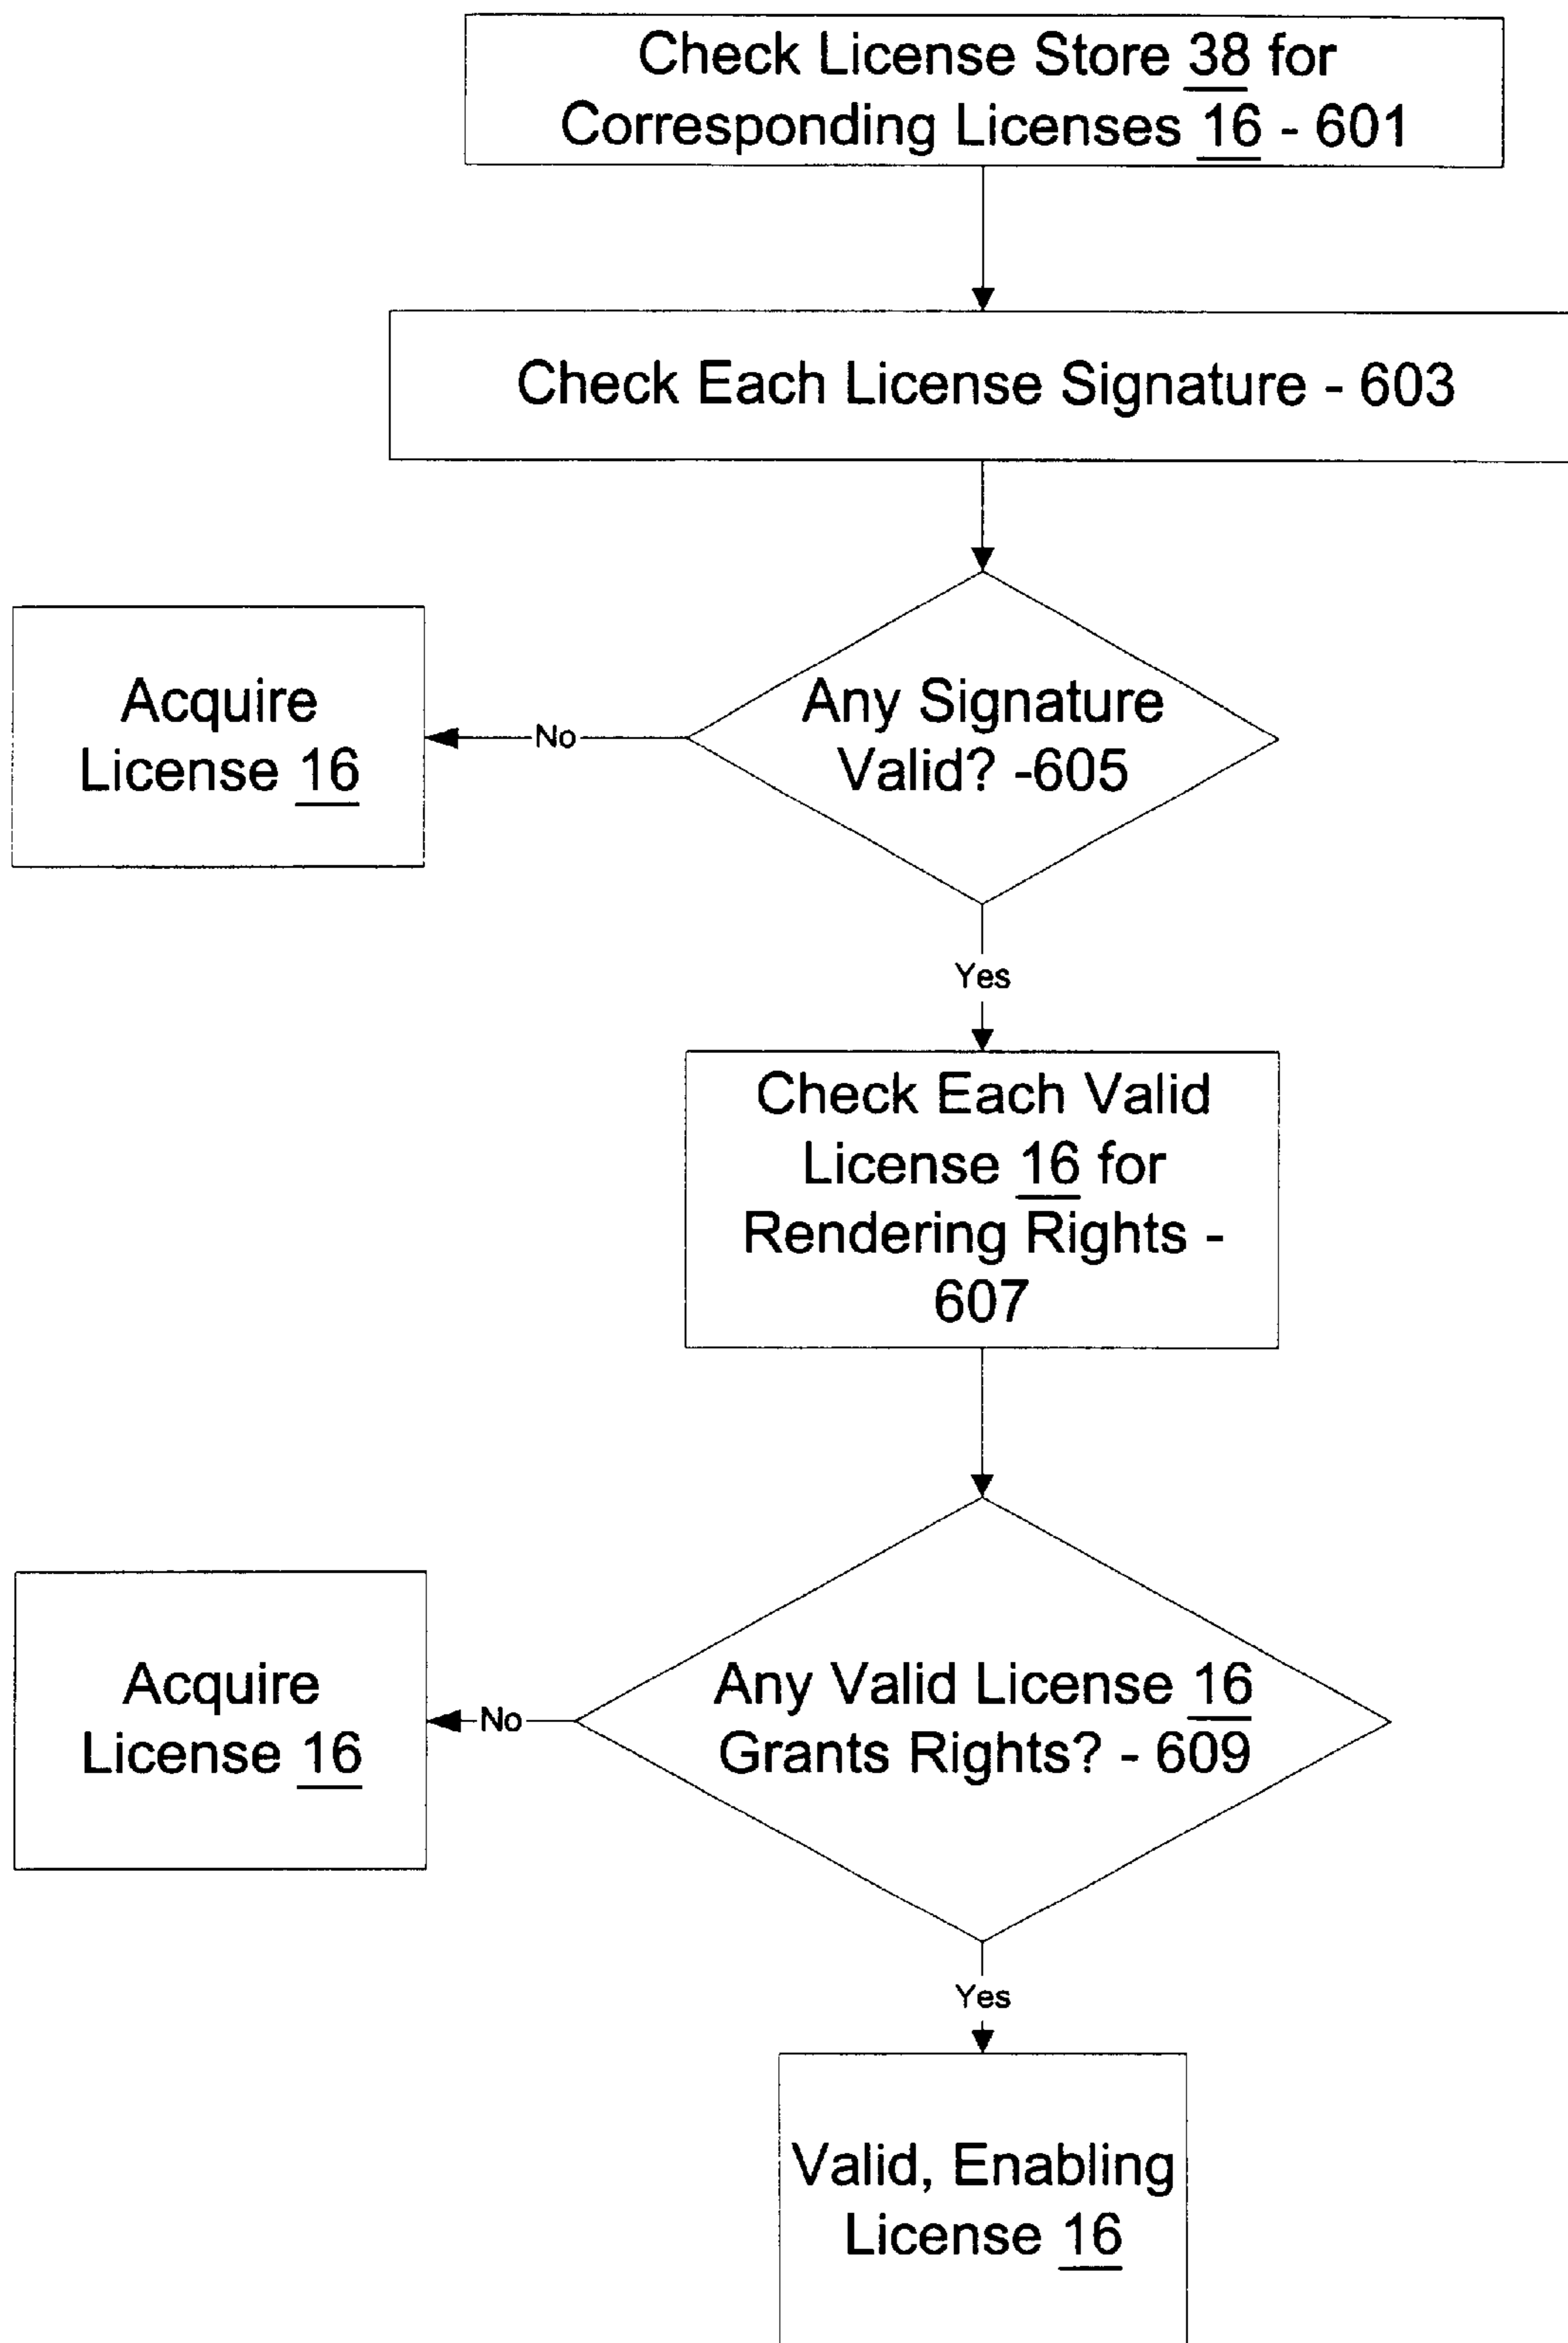 Check License Store 38 for
Corresponding Licenses 16 - 601
Check Each License Signature - 603
Any Signature
Valid? -605
No
Acquire
License 16
Yes
Check Each Valid
License 16 for
Rendering Rights -
607
Any Valid License 16
Grants Rights? - 609
No
Acquire
License 16
Yes
Valid, Enabling
License 16